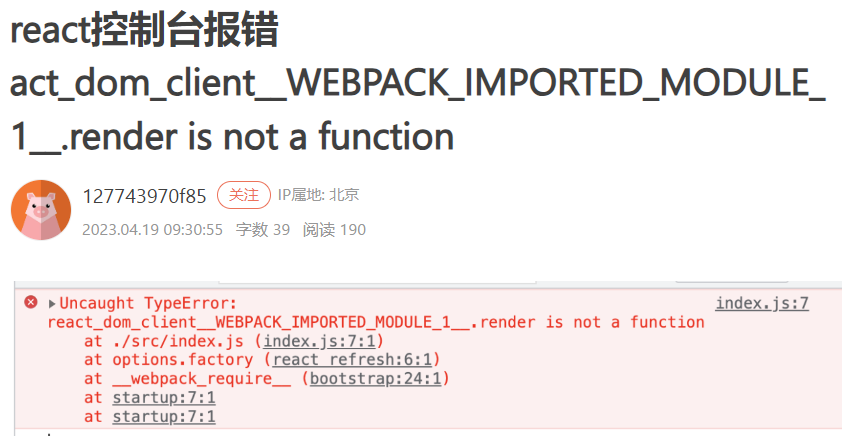 react控制台报错
act_dom_client__WEBPACK_IMPORTED_MODULE_
1__.render is not a function
127743970f85 关注 IP属地: 北京
2023.04.19 09:30:55 字数 39 阅读 190
Uncaught TypeError: index.js:7
react_dom_client__WEBPACK_IMPORTED_MODULE_1__.render is not a function
at ./src/index.js (index.js:7:1)
at options.factory (react refresh:6:1)
at __webpack_require__ (bootstrap:24:1)
at startup:7:1
at startup:7:1